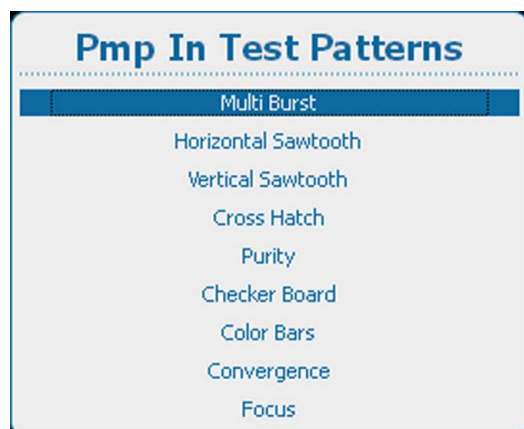 Pmp In Test Patterns
Multi Burst
Horizontal Sawtooth
Vertical Sawtooth
Cross Hatch
Purity
Checker Board
Color Bars
Convergence
Focus